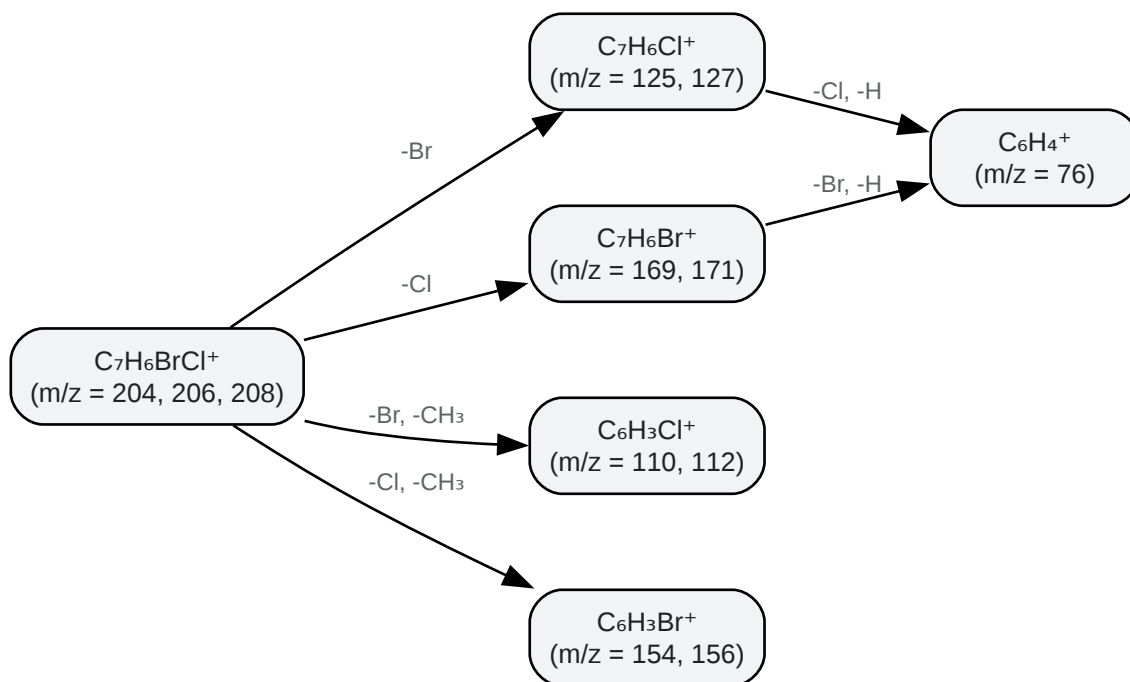 C₇H₆Cl⁺
(m/z = 125, 127)
-Cl, -H
C₆H₄⁺
(m/z = 76)
-Br
-Br, -H
C₇H₆Br⁺
(m/z = 169, 171)
-Cl
C₇H₆BrCl⁺
(m/z = 204, 206, 208)
-Br, -CH₃
C₆H₃Cl⁺
(m/z = 110, 112)
-Cl, -CH₃
C₆H₃Br⁺
(m/z = 154, 156)